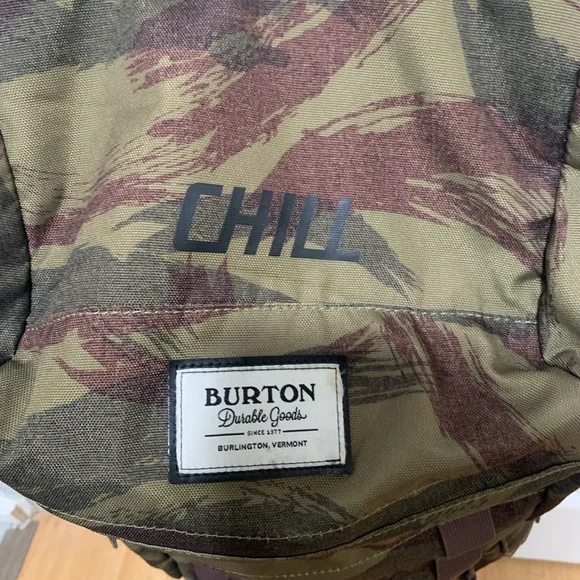 CHILL
BURTON
Durable Goods
SINCE 1977
BURLINGTON, VERMONT